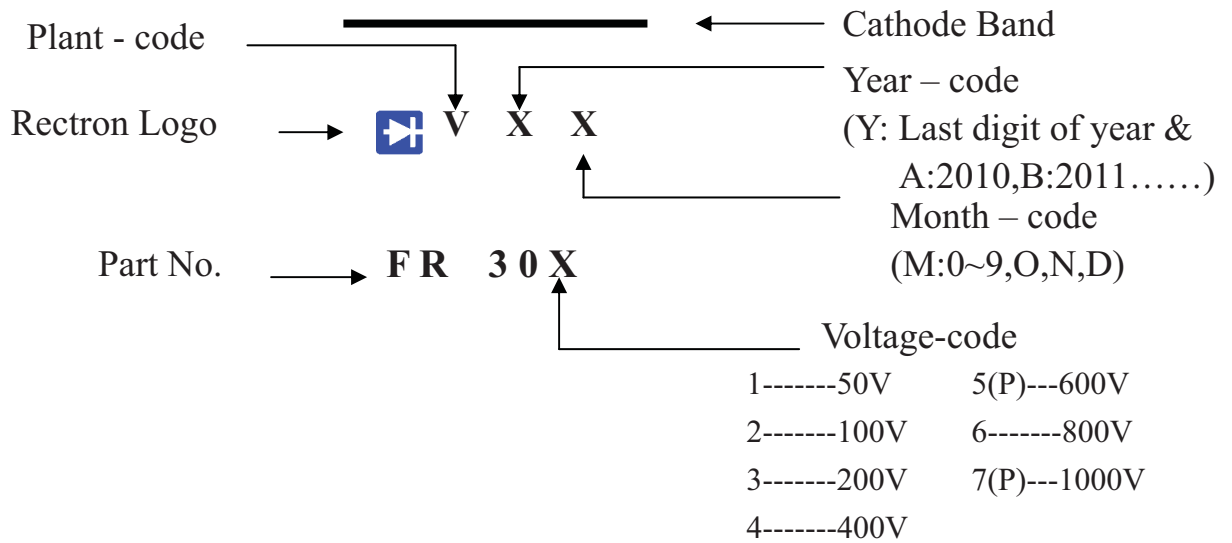 Plant - code
Cathode Band
Year – code
(Y: Last digit of year &
A:2010,B:2011……)
Rectron Logo
V X X
Month – code
(M:0~9,O,N,D)
Part No.
F R 3 0 X
Voltage-code
1-------50V 5(P)---600V
2-------100V 6-------800V
3-------200V 7(P)---1000V
4-------400V